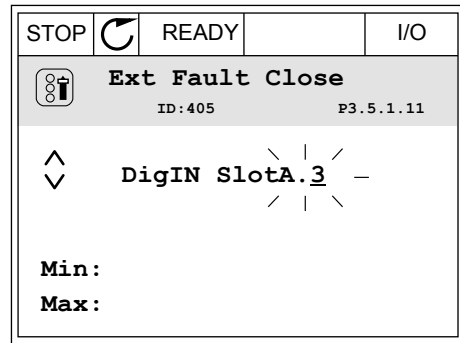 STOP READY I/O
Ext Fault Close
ID:405 P3.5.1.11
DigIN SlotA.3
Min:
Max: